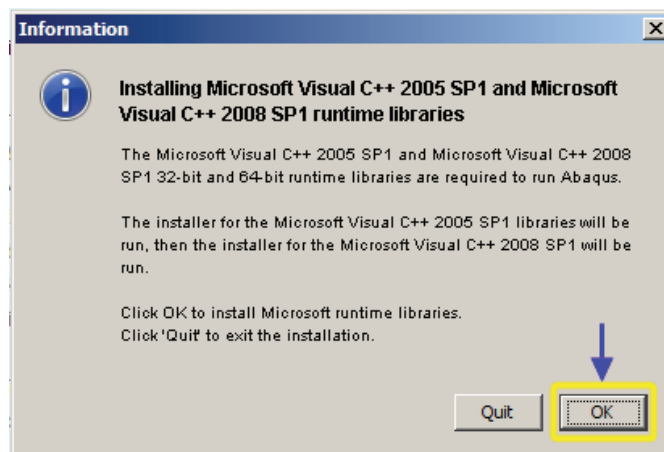 Information
Installing Microsoft Visual C++ 2005 SP1 and Microsoft
Visual C++ 2008 SP1 runtime libraries
The Microsoft Visual C++ 2005 SP1 and Microsoft Visual C++ 2008
SP1 32-bit and 64-bit runtime libraries are required to run Abaqus.
The installer for the Microsoft Visual C++ 2005 SP1 libraries will be
run, then the installer for the Microsoft Visual C++ 2008 SP1 will be
run.
Click OK to install Microsoft runtime libraries.
Click 'Quit' to exit the installation.
Quit
OK